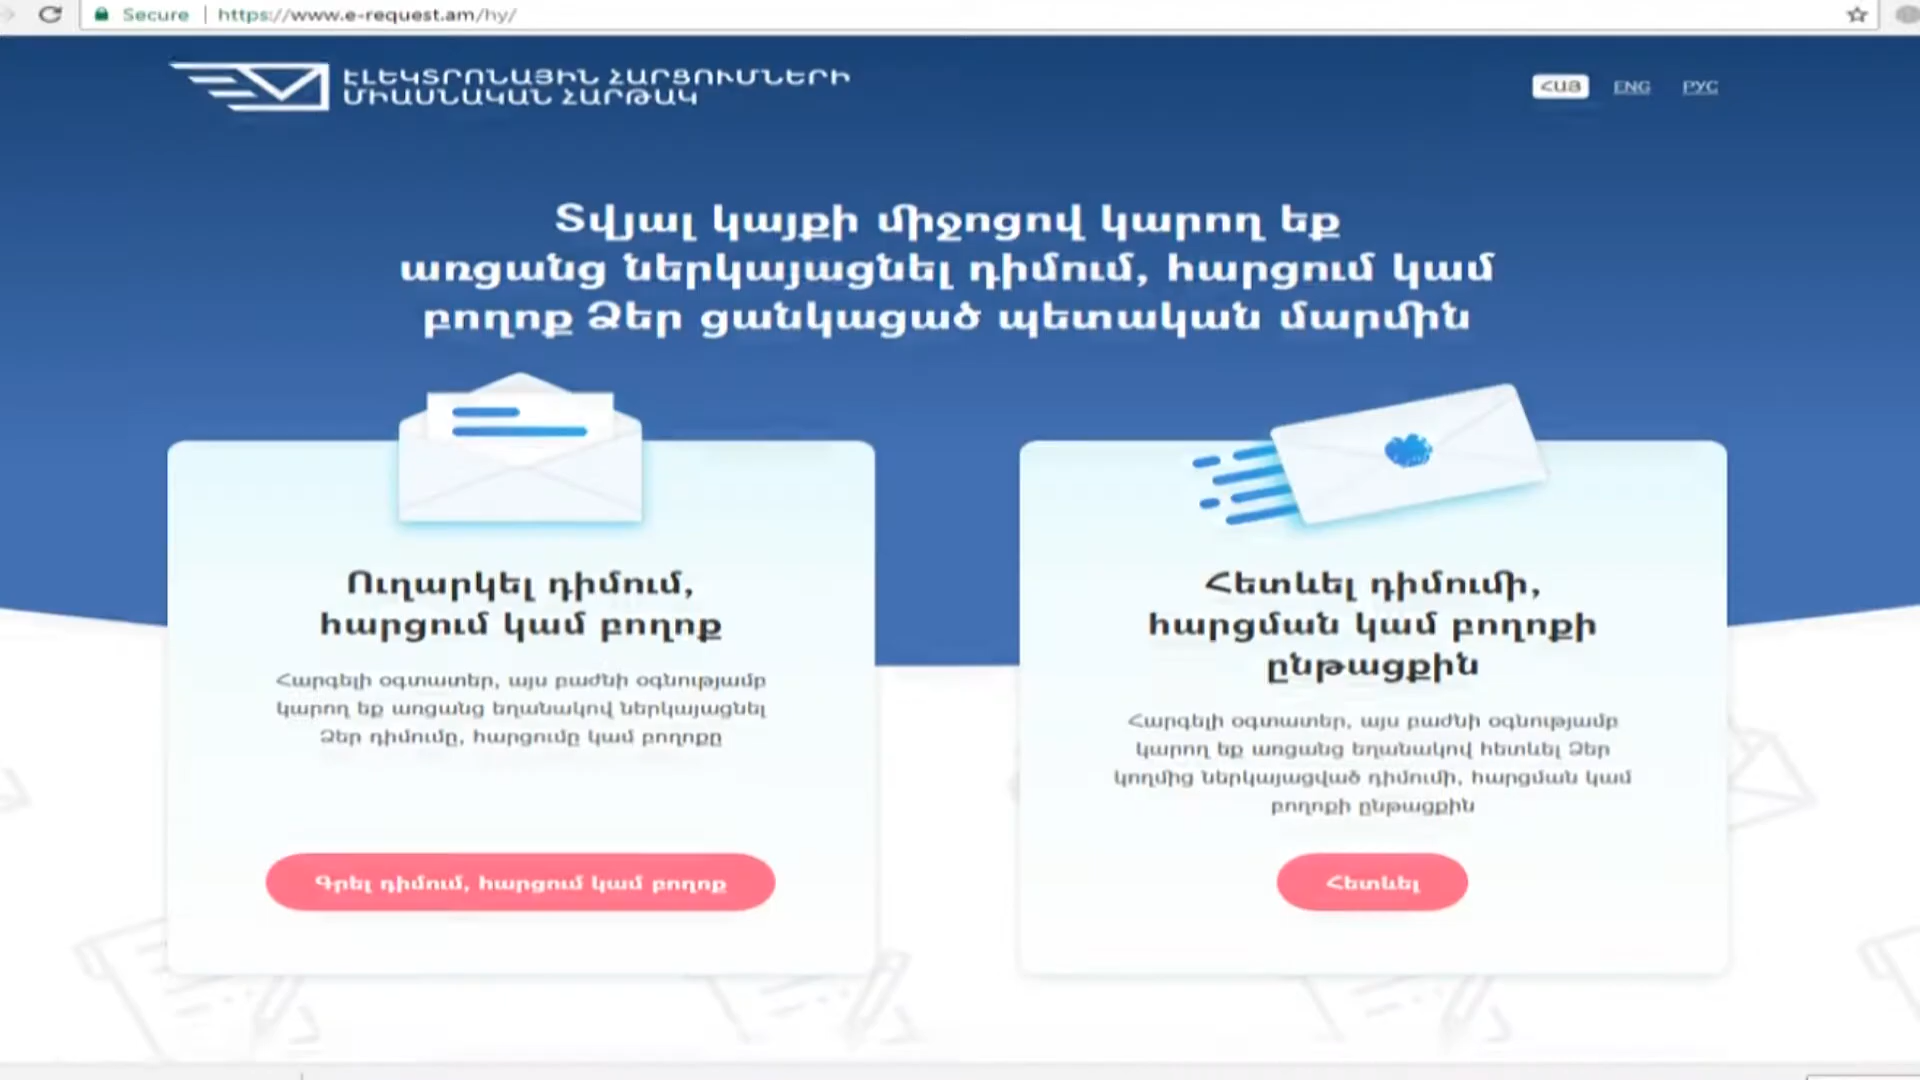 Secure | https://www.e-request.am/hy/
ԷԼԵԿՏՐՈՆԱՅԻՆ ՀԱՐՑՈՒՄՆԵՐԻ
ՄԻԱՍՆԱԿԱՆ ՀԱՐԹԱԿ
ՀԱՅ ENG РУС
Տվյալ կայքի միջոցով կարող եք
առցանց ներկայացնել դիմում, հարցում կամ
բողոք Ձեր ցանկացած պետական մարմին
Ուղարկել դիմում,
հարցում կամ բողոք
Հարգելի օգտատեր, այս բաժնի օգնությամբ
կարող եք առցանց եղանակով ներկայացնել
Ձեր դիմումը, հարցումը կամ բողոքը
Գրել դիմում, հարցում կամ բողոք
Հետևել դիմումի,
հարցման կամ բողոքի
ընթացքին
Հարգելի օգտատեր, այս բաժնի օգնությամբ
կարող եք առցանց եղանակով հետևել Ձեր
կողմից ներկայացված դիմումի, հարցման կամ
բողոքի ընթացքին
Հետևել